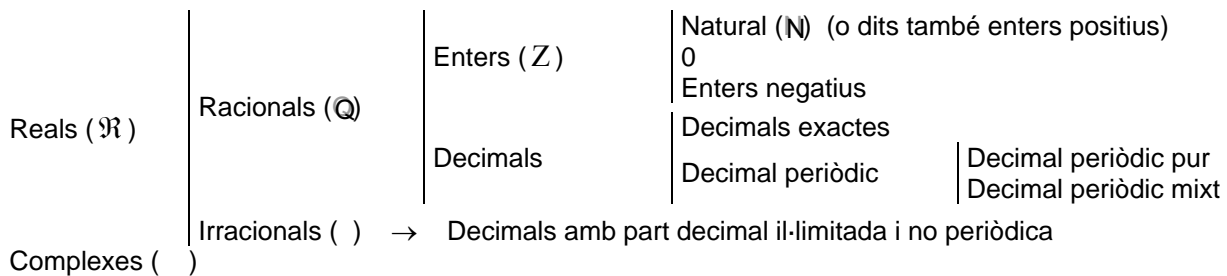 Natural (N) (o dits també enters positius)
Enters (Z)
0
Enters negatius
Racionals (Q)
Reals (ℜ)
Decimals exactes
Decimals
Decimal periòdic
Decimal periòdic pur
Decimal periòdic mixt
Irracionals ( ) → Decimals amb part decimal il·limitada i no periòdica
Complexes ( )